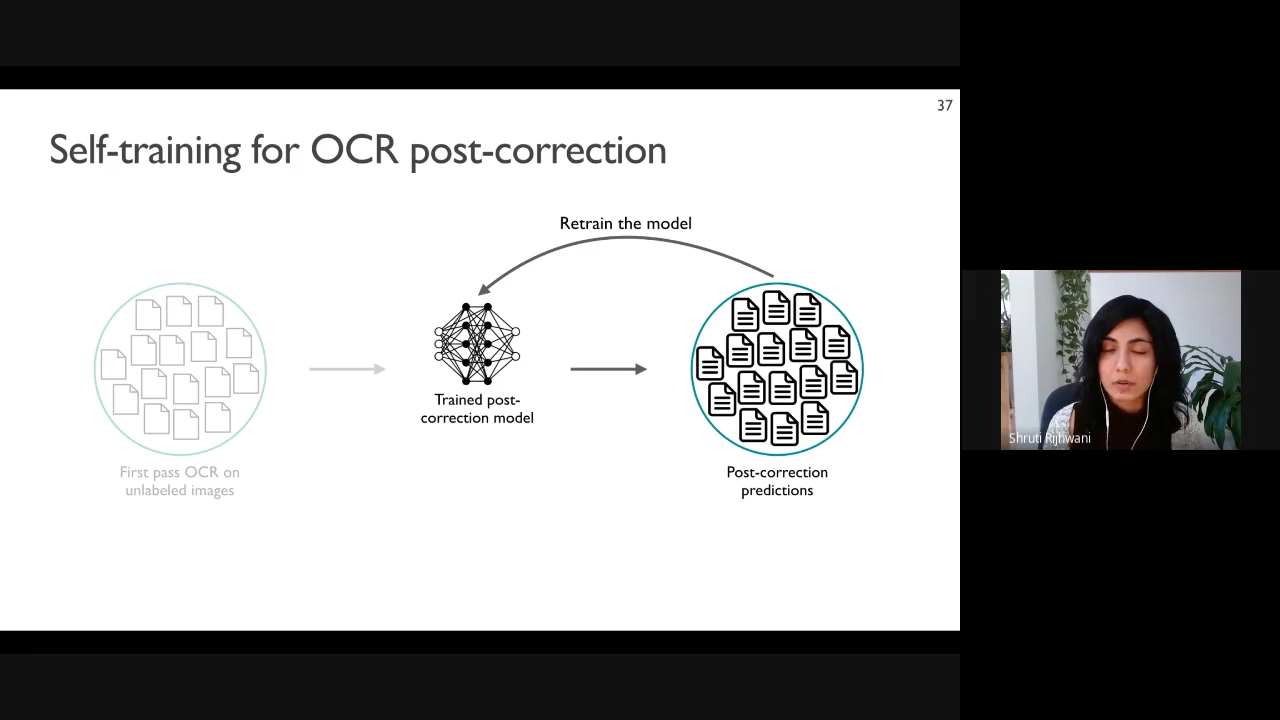 37
Self-training for OCR post-correction
Retrain the model
Trained post-
correction model
First pass OCR on
unlabeled images
Post-correction
predictions
Shruti Rijhwani